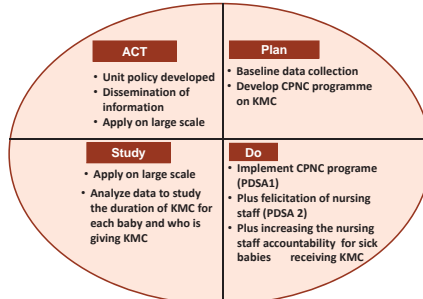 ACT
• Unit policy developed
• Dissemination of
information
• Apply on large scale
Plan
• Baseline data collection
• Develop CPNC programme
on KMC
Study
• Apply on large scale
• Analyze data to study
the duration of KMC for
each baby and who is
giving KMC
Do
• Implement CPNC programe
(PDSA1)
• Plus felicitation of nursing
staff (PDSA 2)
• Plus increasing the nursing
staff accountability for sick
babies receiving KMC